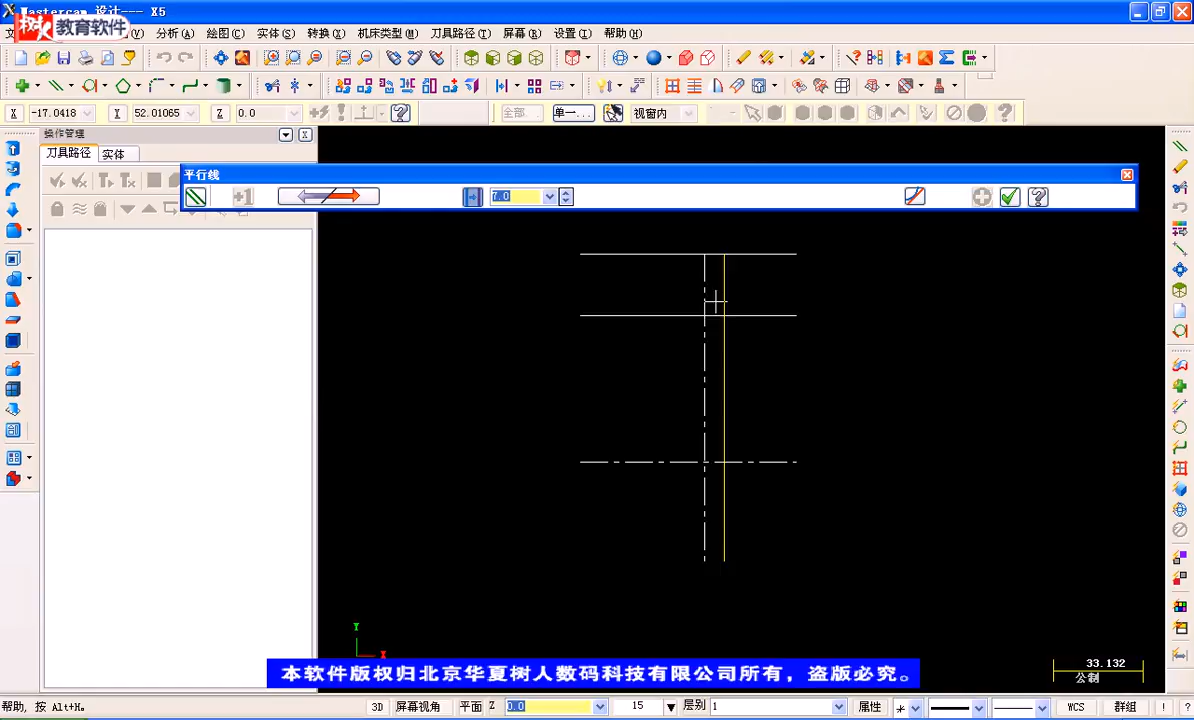 Mastercam 设计--- X5
树人 教育软件
(V) 分析(A) 绘图(C) 实体(S) 转换(X) 机床类型(M) 刀具路径(T) 屏幕(R) 设置(I) 帮助(H)
X -17.0418 Y 52.01065 Z 0.0 全部... 单一... 视窗内
操作管理
刀具路径 实体
平行线
+1 7.0
Y
X
33.132
公制
本软件版权归北京华夏树人数码科技有限公司所有，盗版必究。
帮助, 按 Alt+H。 3D 屏幕视角 平面 Z 0.0 15 层别 1 属性 WCS 群组 ! ?